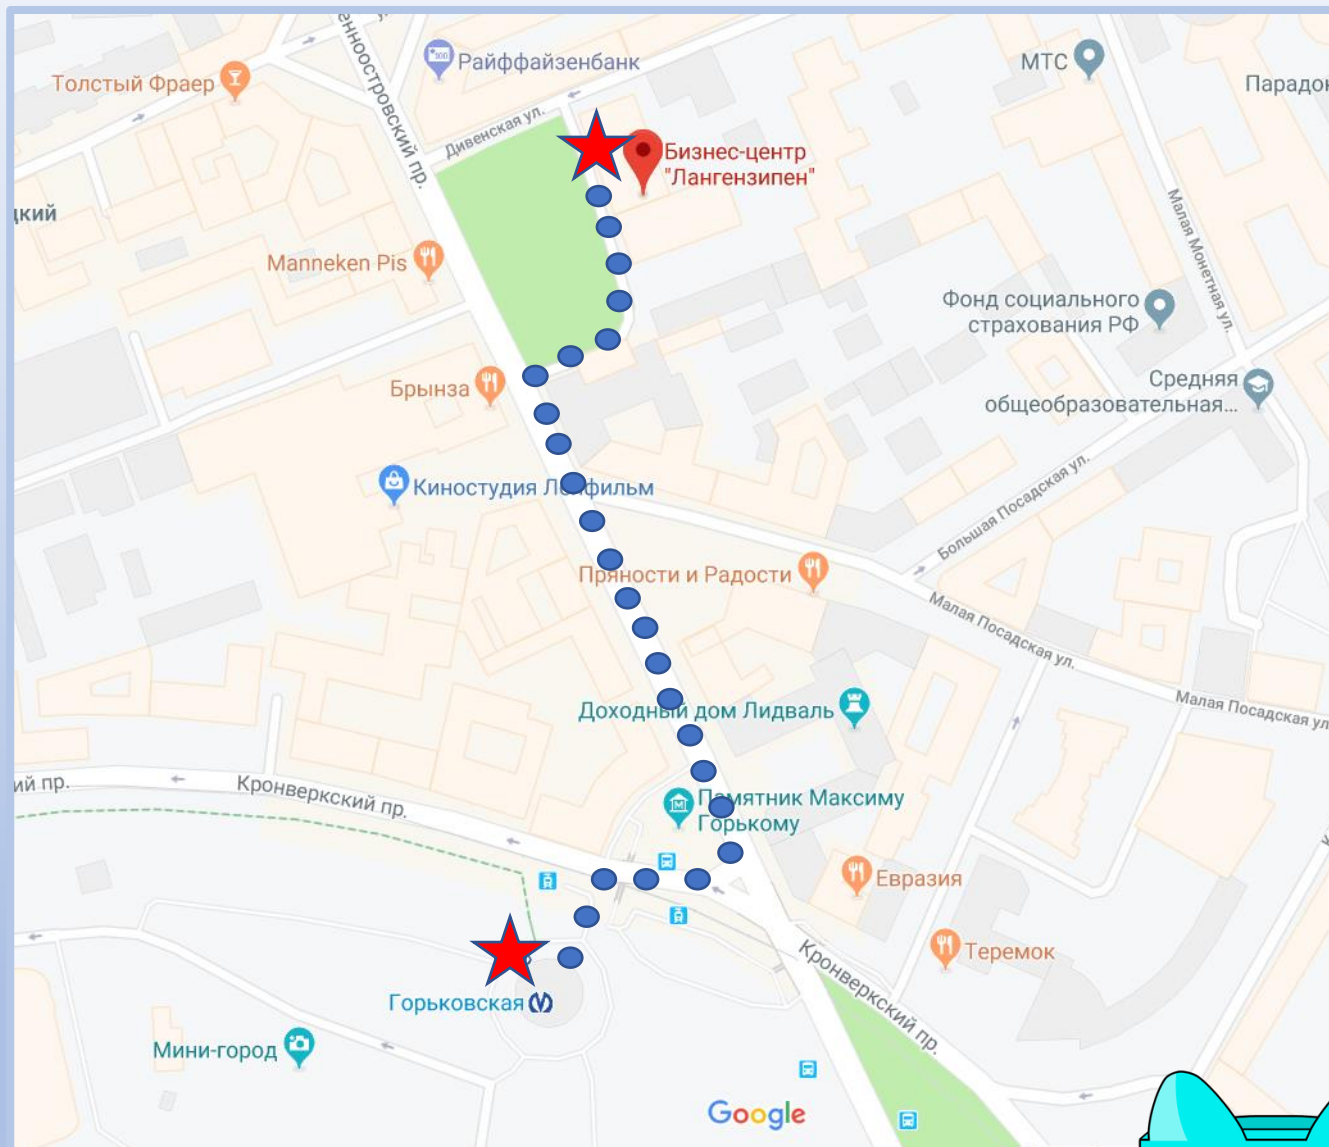 Толстый Фраер
енноостровский пр.
Райффайзенбанк
МТС
Парадок
Дивенская ул.
Бизнес-центр
"Лангензипен"
цкий
Manneken Pis
Малая Монетная ул.
Фонд социального
страхования РФ
Брынза
Средняя
общеобразовательная...
Киностудия Ленфильм
Большая Посадская ул.
Пряности и Радости
Малая Посадская ул.
Доходный дом Лидваль
Малая Посадская ул
ий пр.
Кронверкский пр.
Памятник Максиму
Горькому
Евразия
Теремок
Кронверкский пр.
Горьковская
Мини-город
Google